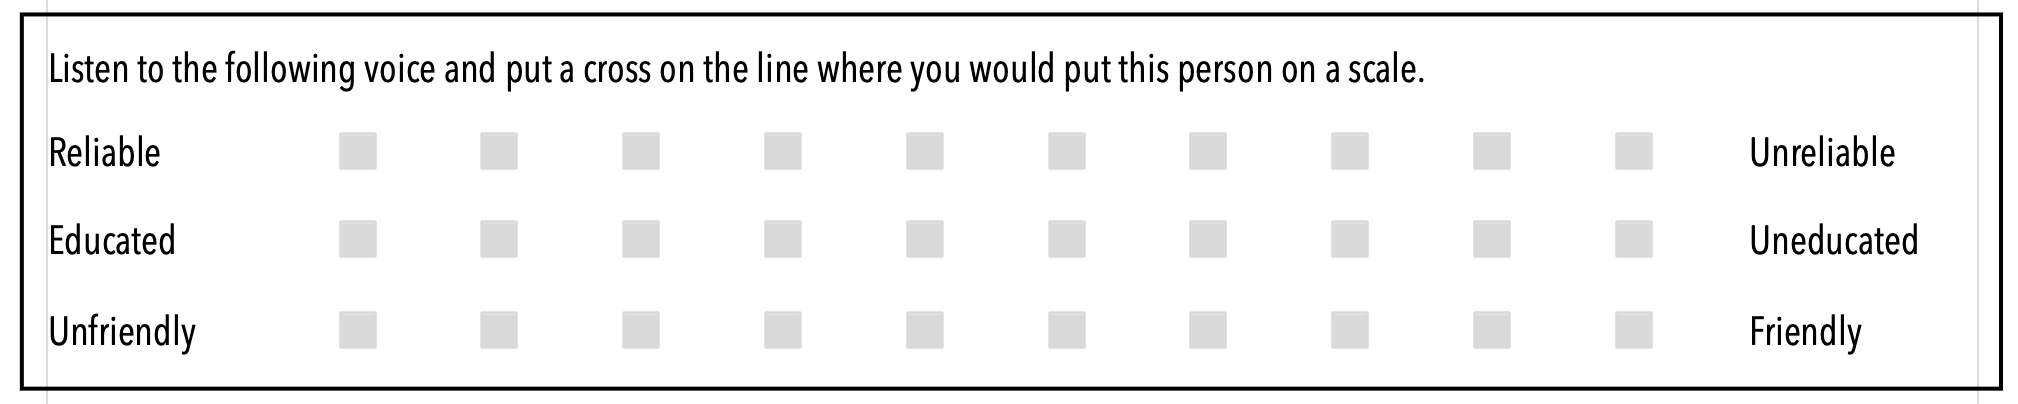 Listen to the following voice and put a cross on the line where you would put this person on a scale.
Reliable Unreliable
Educated Uneducated
Unfriendly Friendly